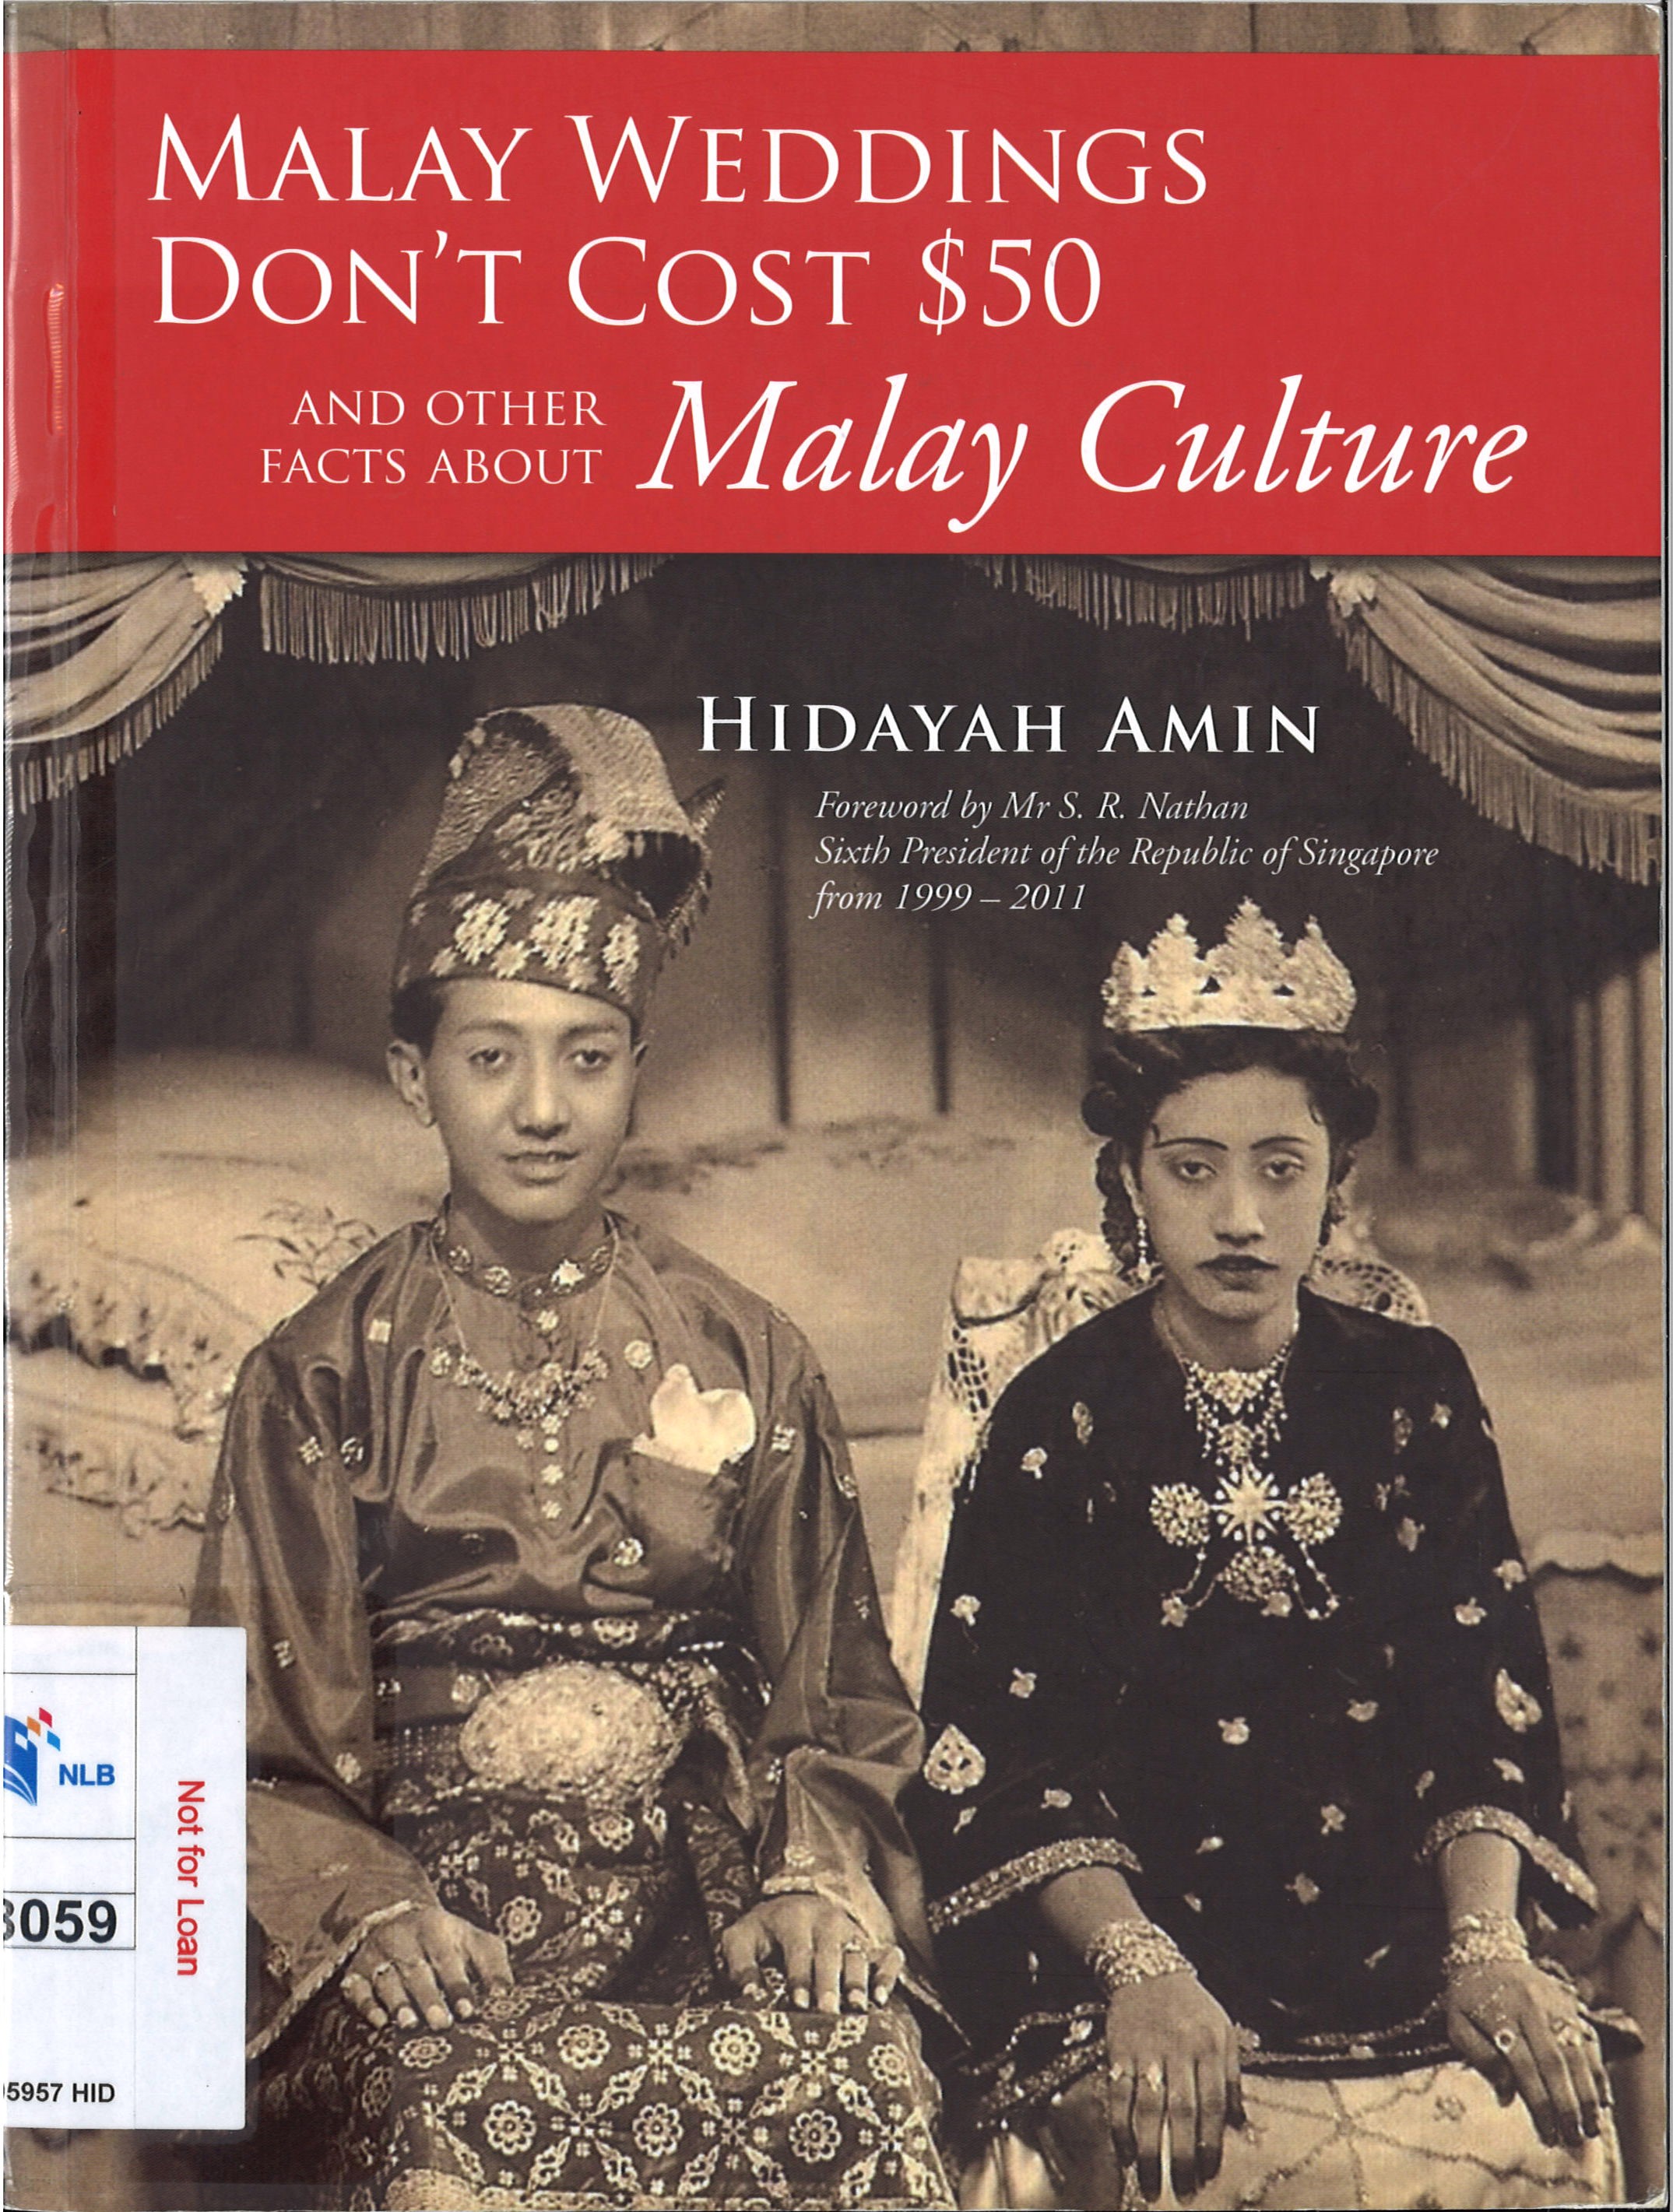 MALAY WEDDINGS
DON'T COST $50
AND OTHER
FACTS ABOUT
Malay Culture
HIDAYAH AMIN
Foreword by Mr S. R. Nathan
Sixth President of the Republic of Singapore
from 1999 – 2011
NLB
Not for Loan
3059
5957 HID